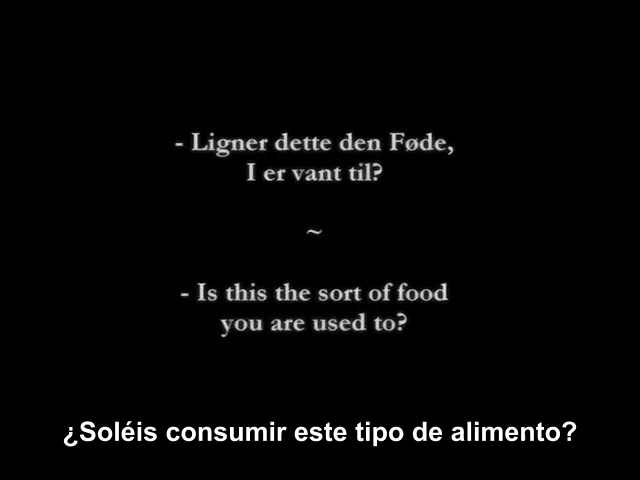 - Ligner dette den Føde,
I er vant til?
~
- Is this the sort of food
you are used to?
¿Soléis consumir este tipo de alimento?